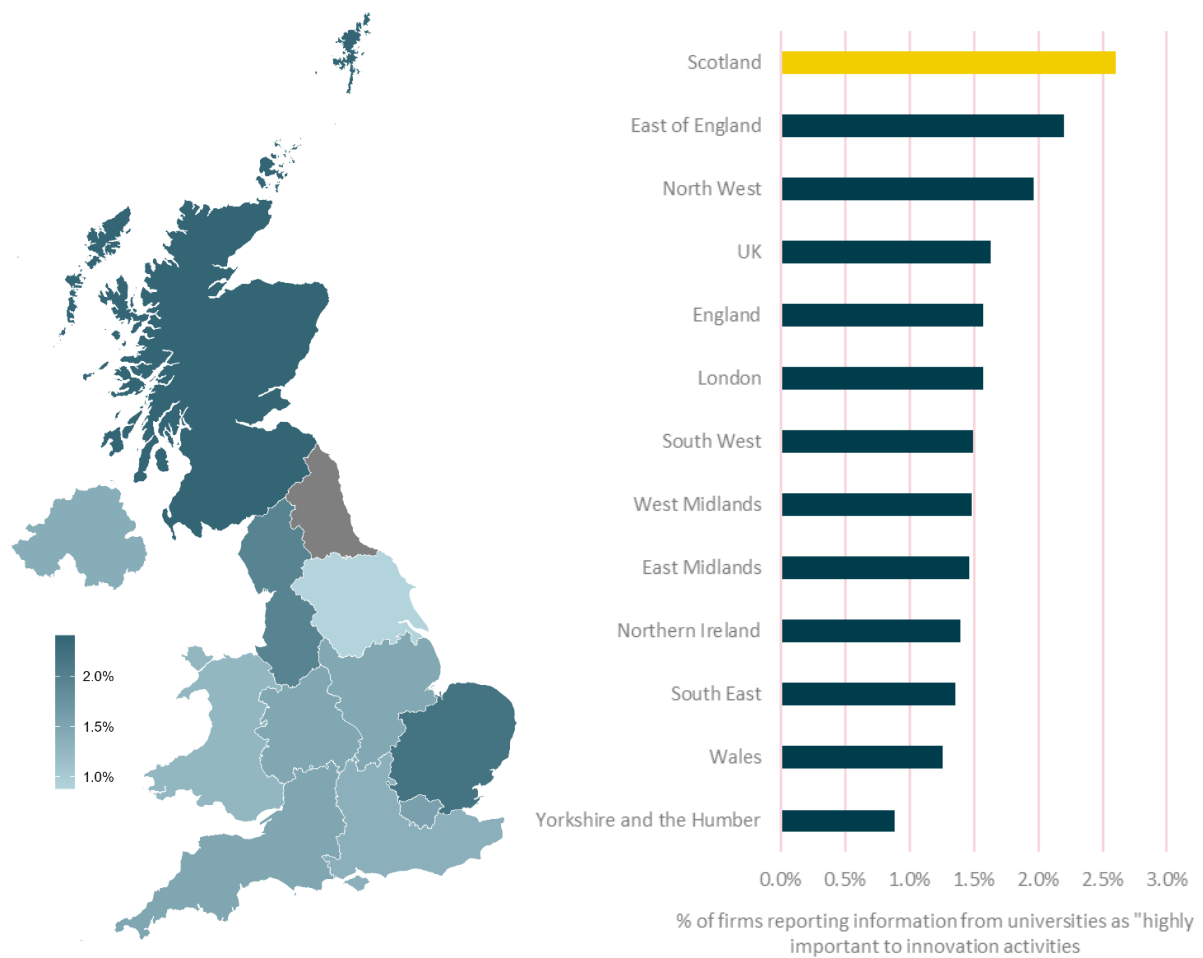 2.0%
1.5%
1.0%
Scotland
East of England
North West
UK
England
London
South West
West Midlands
East Midlands
Northern Ireland
South East
Wales
Yorkshire and the Humber
0.0% 0.5% 1.0% 1.5% 2.0% 2.5% 3.0%
% of firms reporting information from universities as "highly
important to innovation activities